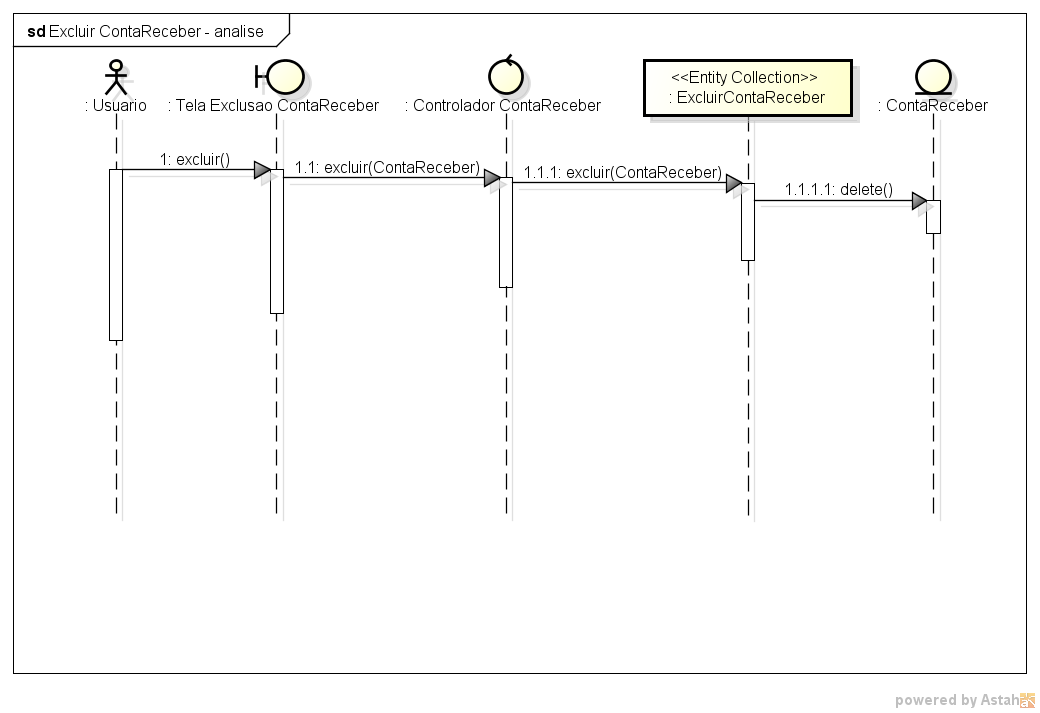 sd Excluir ContaReceber - analise
: Usuario
: Tela Exclusao ContaReceber
: Controlador ContaReceber
<<Entity Collection>>
: ExcluirContaReceber
: ContaReceber
1: excluir()
1.1: excluir(ContaReceber)
1.1.1: excluir(ContaReceber)
1.1.1.1: delete()
powered by Astah